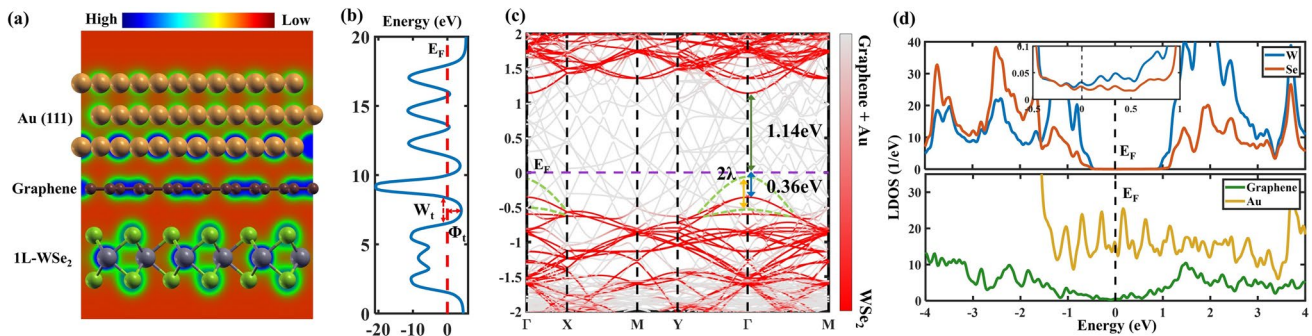 (a)
High
Low
Au (111)
Graphene
1L-WSe₂
(b)
Energy (eV)
20
15
10
5
0
E_F
W_t
Φ_t
-20
-10
0
(c)
2
1.5
1
0.5
0
-0.5
-1
-1.5
-2
E_F
1.14eV
2λ
0.36eV
Γ
X
M
Y
Γ
M
Graphene + Au
WSe₂
(d)
LDOS (1/eV)
40
30
20
10
0
0.1
0.05
0
0
0.5
1
W
Se
E_F
15
10
5
0
E_F
Graphene
Au
-4
-3
-2
-1
0
1
2
3
4
Energy (eV)